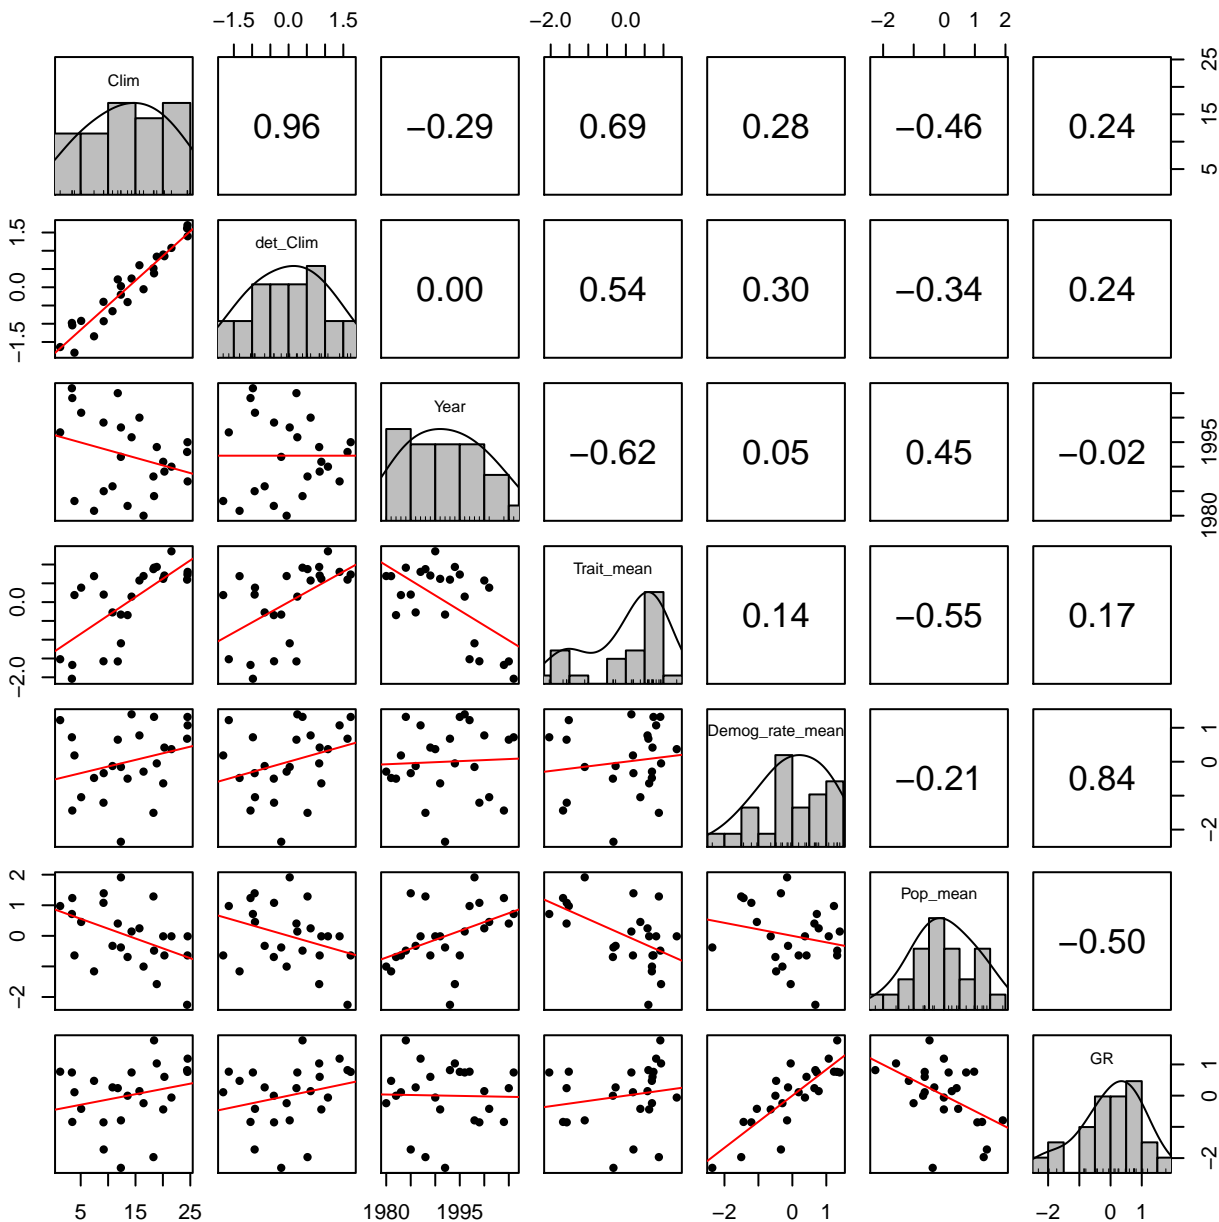 −1.5 0.0 1.5 −2.0 0.0 −2 0 2
Clim 0.96 −0.29 0.69 0.28 −0.46 0.24 5 15 25
−1.5 0.0 1.5 det_Clim 0.00 0.54 0.30 −0.34 0.24
Year −0.62 0.05 0.45 −0.02 1980 1995
−2.0 0.0 Trait_mean 0.14 −0.55 0.17
Demog_rate_mean −0.21 0.84 −2 0 1
−2 0 1 2 Pop_mean −0.50
GR −2 0 1
5 15 25 1980 1995 −2 0 1 −2 0 1